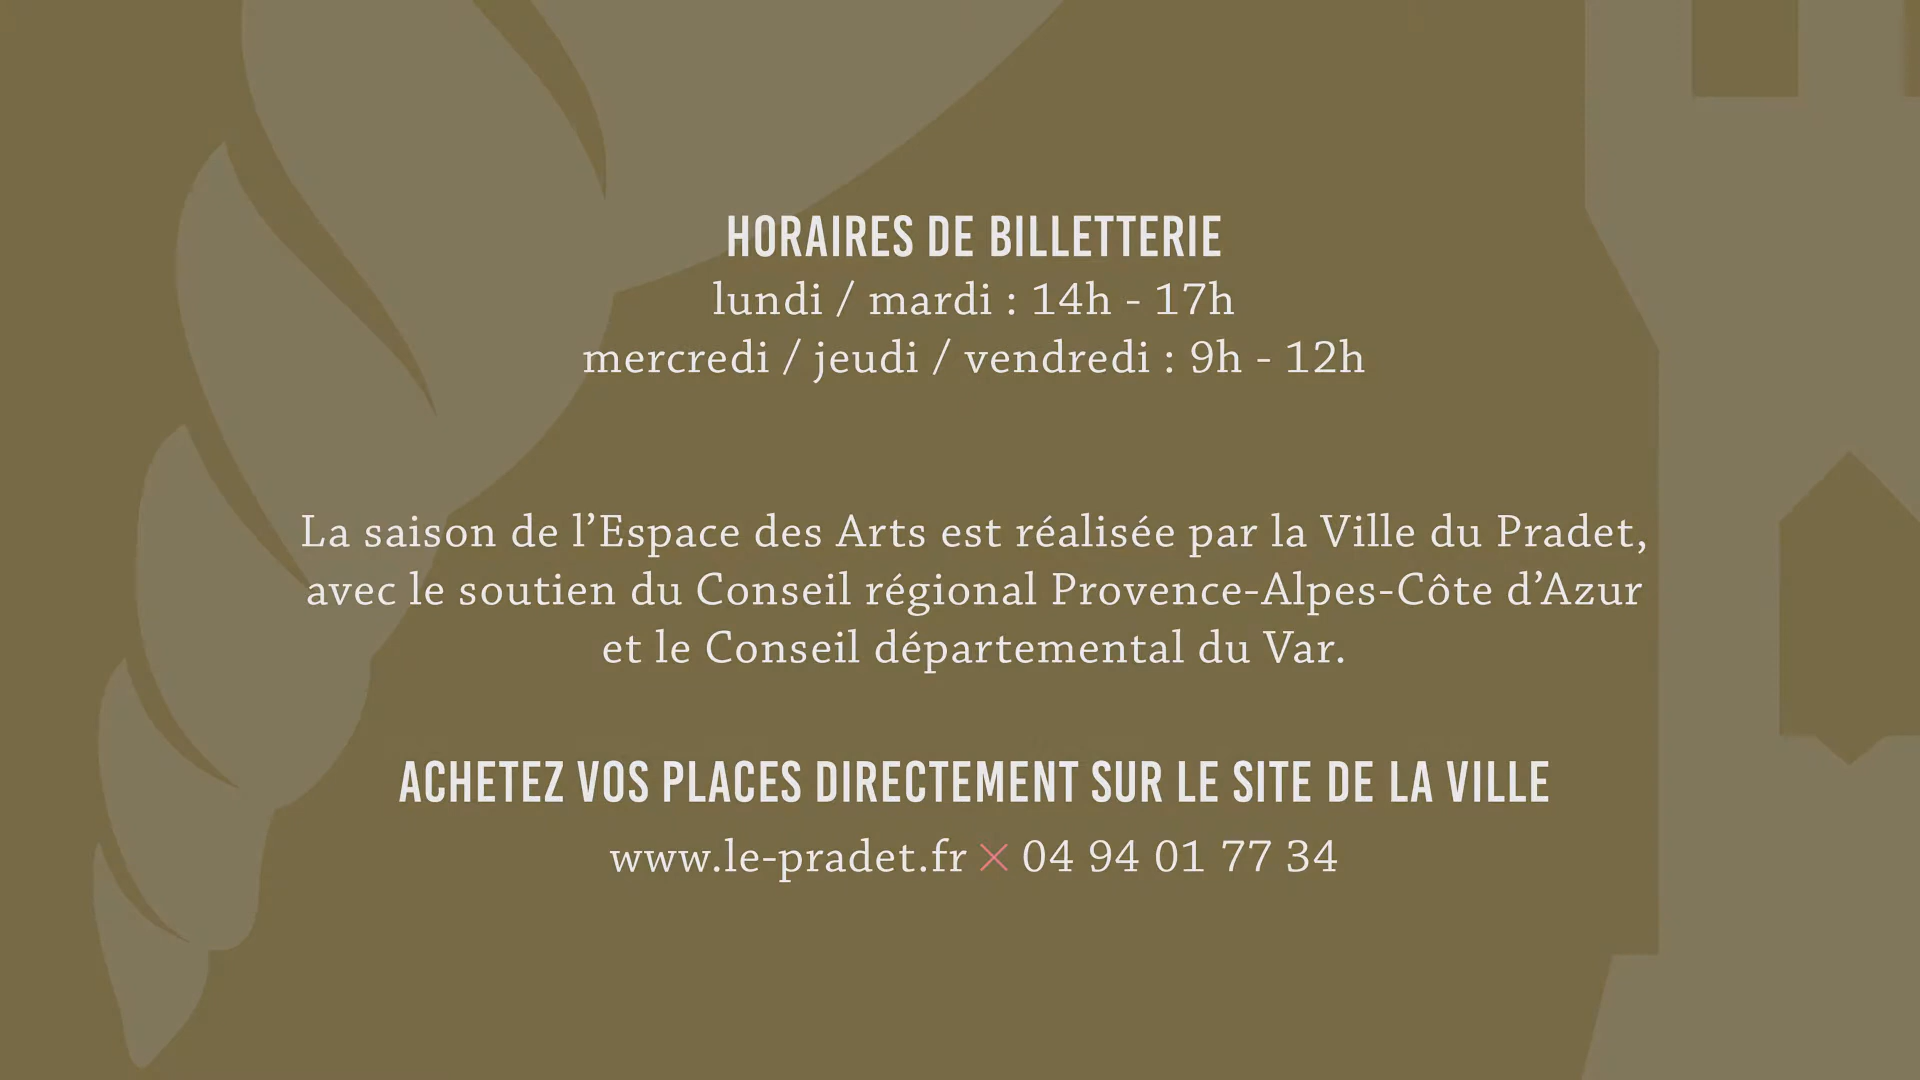 HORAIRES DE BILLETTERIE
lundi / mardi : 14h - 17h
mercredi / jeudi / vendredi : 9h - 12h
La saison de l’Espace des Arts est réalisée par la Ville du Pradet,
avec le soutien du Conseil régional Provence-Alpes-Côte d’Azur
et le Conseil départemental du Var.
ACHETEZ VOS PLACES DIRECTEMENT SUR LE SITE DE LA VILLE
www.le-pradet.fr × 04 94 01 77 34